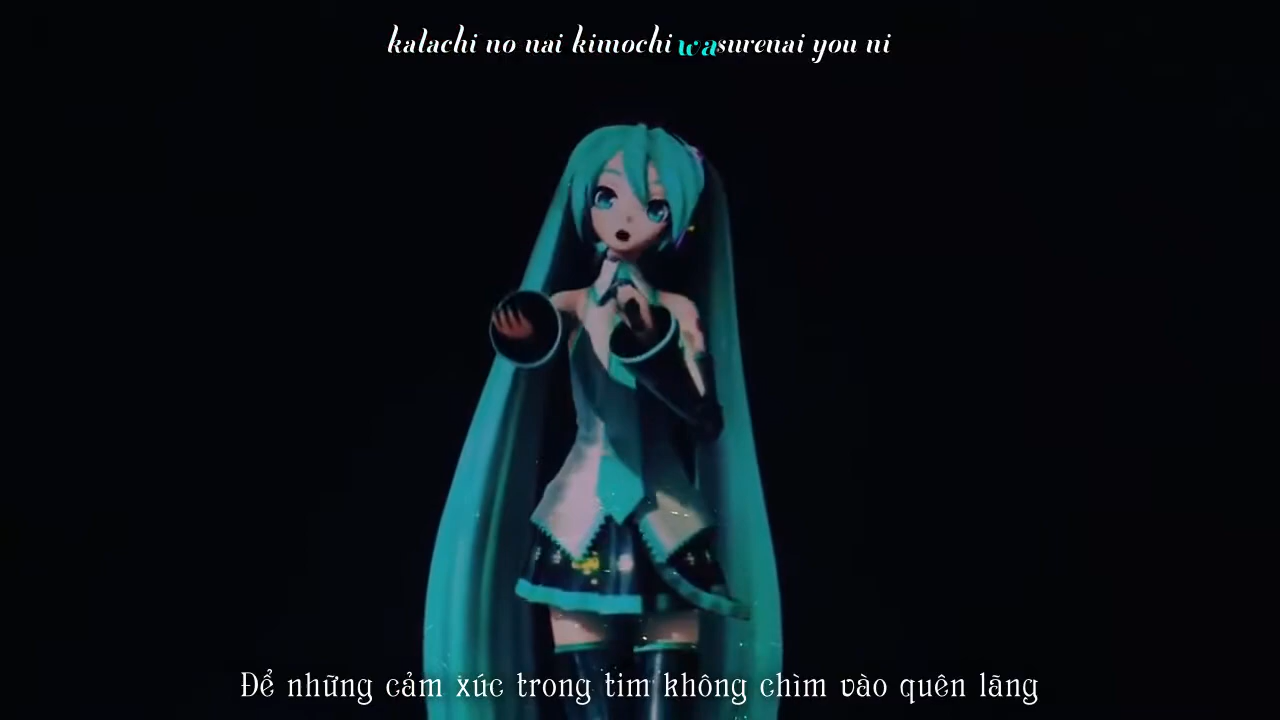 kalachi no nai kimochi wasurenai you ni
Để những cảm xúc trong tim không chìm vào quên lãng